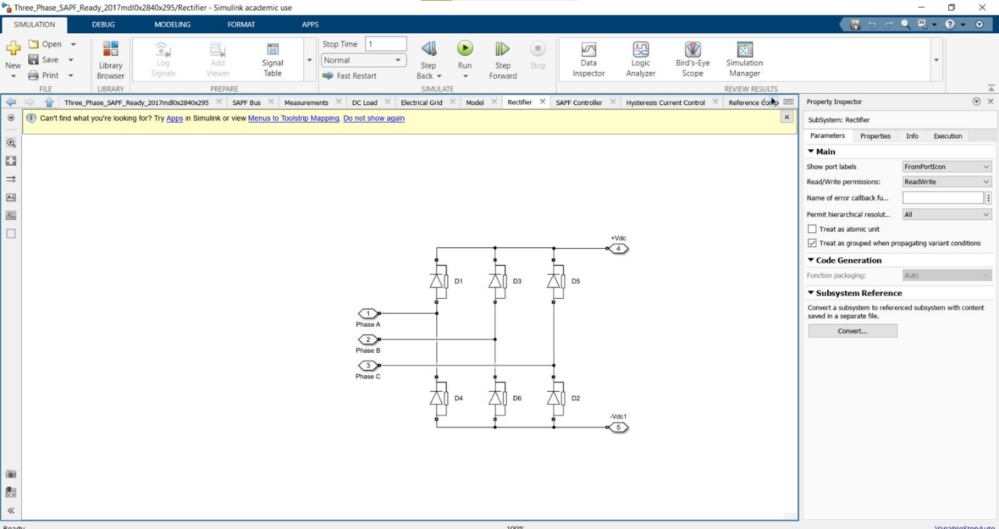 Three_Phase_SAPF_Ready_2017mdl0x2840x295/Rectifier - Simulink academic use
SIMULATION DEBUG MODELING FORMAT APPS
New
Open
Save
Print
FILE
Library
Browser
LIBRARY
Log
Signals
Add
Viewer
Signal
Table
PREPARE
Stop Time 1
Normal
Fast Restart
Step
Back
Run
Step
Forward
Stop
SIMULATE
Data
Inspector
Logic
Analyzer
Bird's-Eye
Scope
Simulation
Manager
REVIEW RESULTS
Three_Phase_SAPF_Ready_2017mdl0x2840x295 SAPF Bus Measurements DC Load Electrical Grid Model Rectifier SAPF Controller Hysteresis Current Control Reference Comp
Can't find what you're looking for? Try Apps in Simulink or view Menus to Toolstrip Mapping. Do not show again
+Vdc
4
D1 D3 D5
1
Phase A
2
Phase B
3
Phase C
D4 D6 D2
-Vdc1
5
Property Inspector
SubSystem: Rectifier
Parameters Properties Info Execution
Main
Show port labels FromPortIcon
Read/Write permissions: ReadWrite
Name of error callback fu...
Permit hierarchical resolut... All
Treat as atomic unit
Treat as grouped when propagating variant conditions
Code Generation
Function packaging: Auto
Subsystem Reference
Convert a subsystem to referenced subsystem with content
saved in a separate file.
Convert...
Ready 100% VariableStepAuto